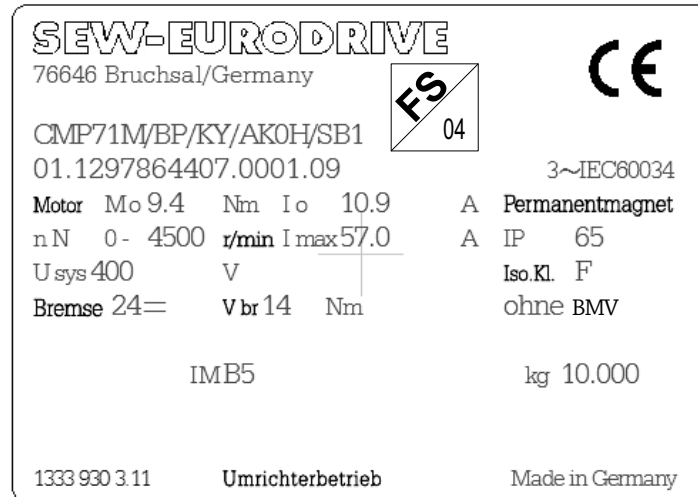 SEW-EURODRIVE
76646 Bruchsal/Germany
FS
04
CE
CMP71M/BP/KY/AK0H/SB1
01.1297864407.0001.09 3~IEC60034
Motor Mo 9.4 Nm Io 10.9 A Permanentmagnet
nN 0- 4500 r/min Imax 57.0 A IP 65
Usys 400 V Iso.Kl. F
Bremse 24= V br 14 Nm ohne BMV
IM B5 kg 10.000
1333 930 3.11 Umrichterbetrieb Made in Germany